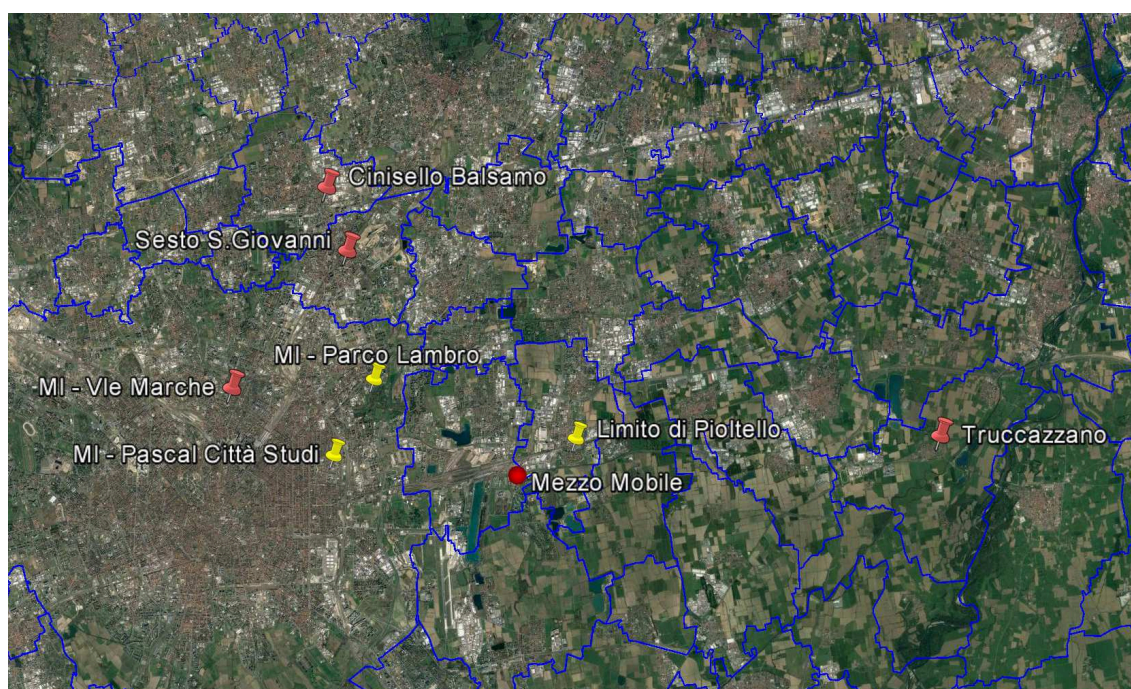 Cinisello Balsamo
Sesto S.Giovanni
MI - Parco Lambro
MI - Vle Marche
Limito di Pioltello
Truccazzano
MI - Pascal Città Studi
Mezzo Mobile